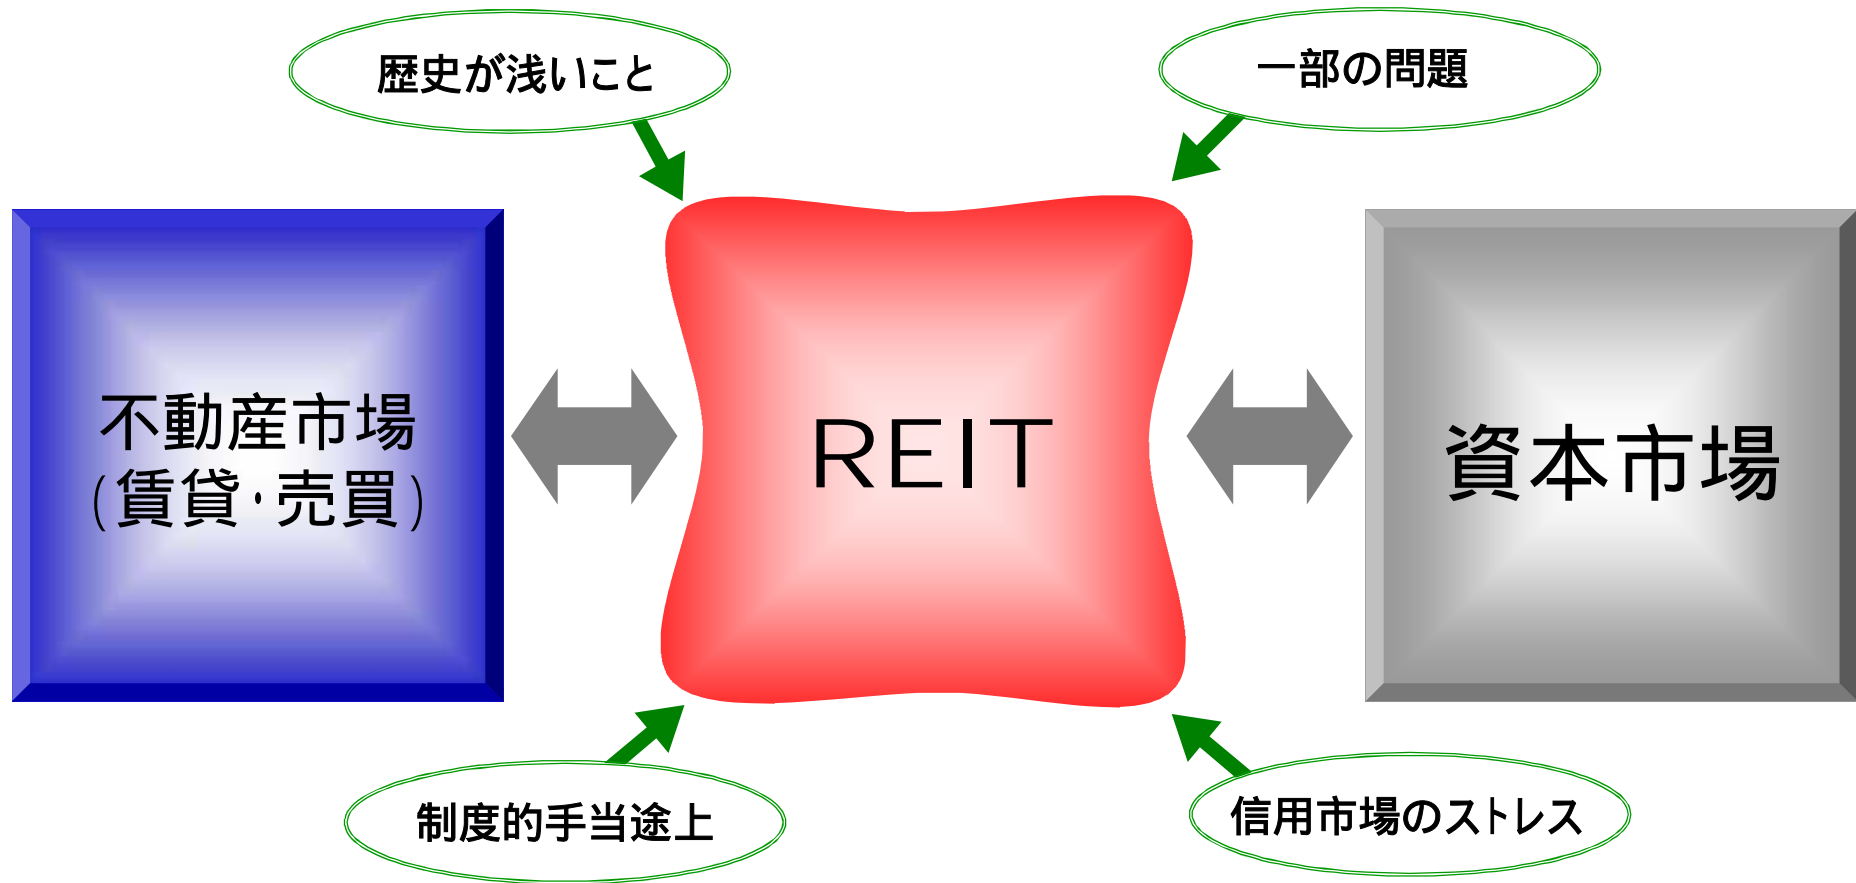 歴史が浅いこと
一部の問題
不動産市場
(賃貸・売買)
REIT
資本市場
制度的手当途上
信用市場のストレス